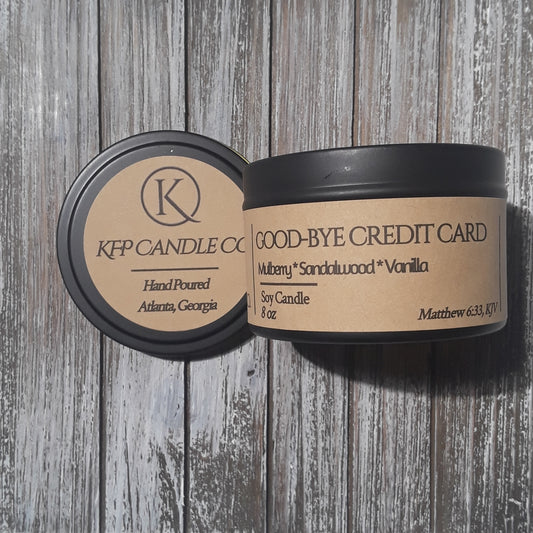 K
KFP CANDLE CO
Hand Poured
Atlanta, Georgia
GOOD-BYE CREDIT CARD
Mulberry * Sandalwood * Vanilla
Soy Candle
8 oz
Matthew 6:33, KJV